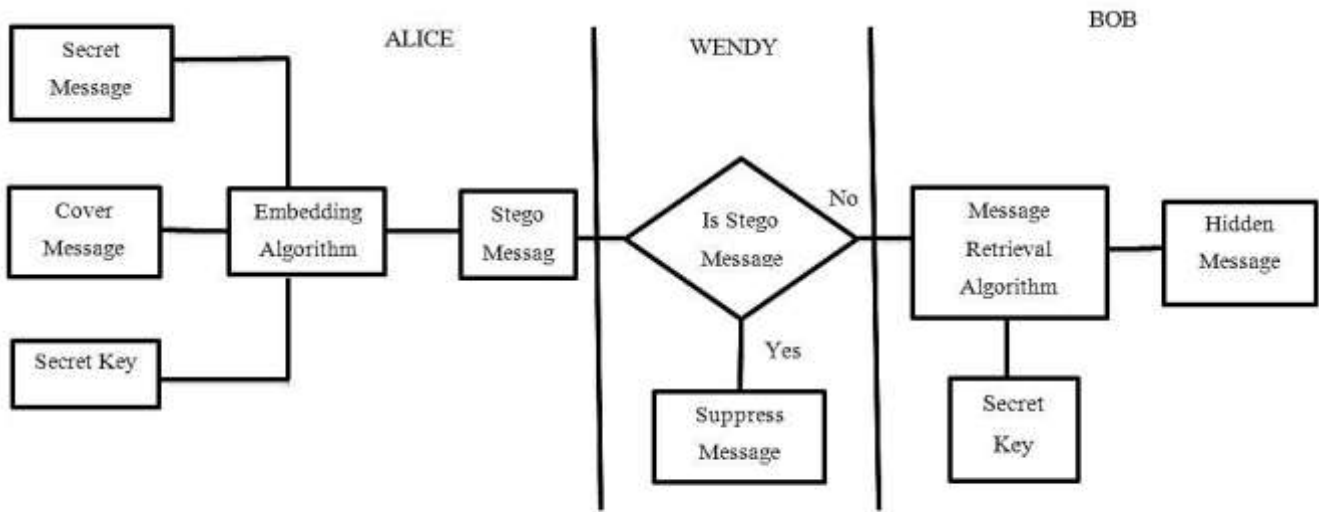 ALICE
WENDY
BOB
Secret
Message
Cover
Message
Secret Key
Embedding
Algorithm
Stego
Messag
Is Stego
Message
No
Yes
Suppress
Message
Message
Retrieval
Algorithm
Hidden
Message
Secret
Key